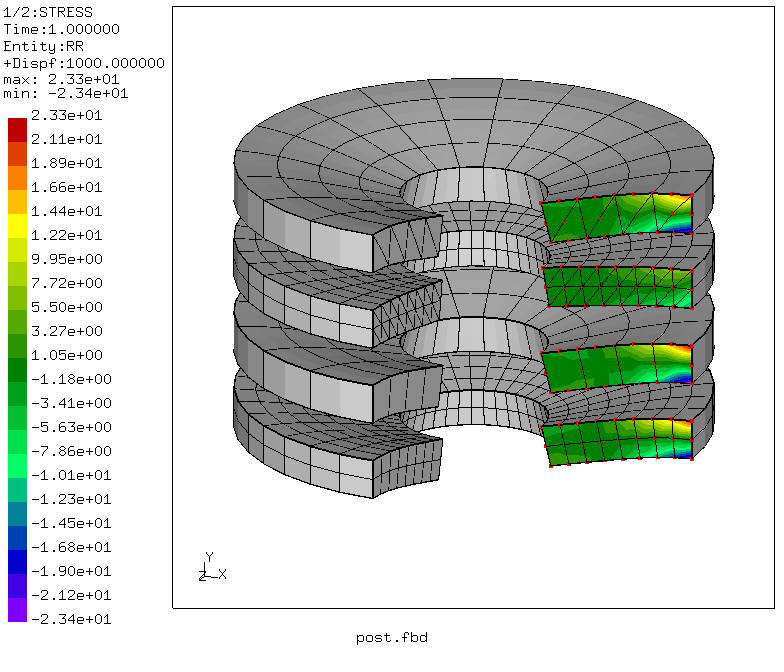 1/2:STRESS
Time:1.000000
Entity:RR
+Dispf:1000.000000
max: 2.33e+01
min: -2.34e+01
2.33e+01
2.11e+01
1.89e+01
1.66e+01
1.44e+01
1.22e+01
9.95e+00
7.72e+00
5.50e+00
3.27e+00
1.05e+00
-1.18e+00
-3.41e+00
-5.63e+00
-7.86e+00
-1.01e+01
-1.23e+01
-1.45e+01
-1.68e+01
-1.90e+01
-2.12e+01
-2.34e+01
Y
Z X
post.fbd